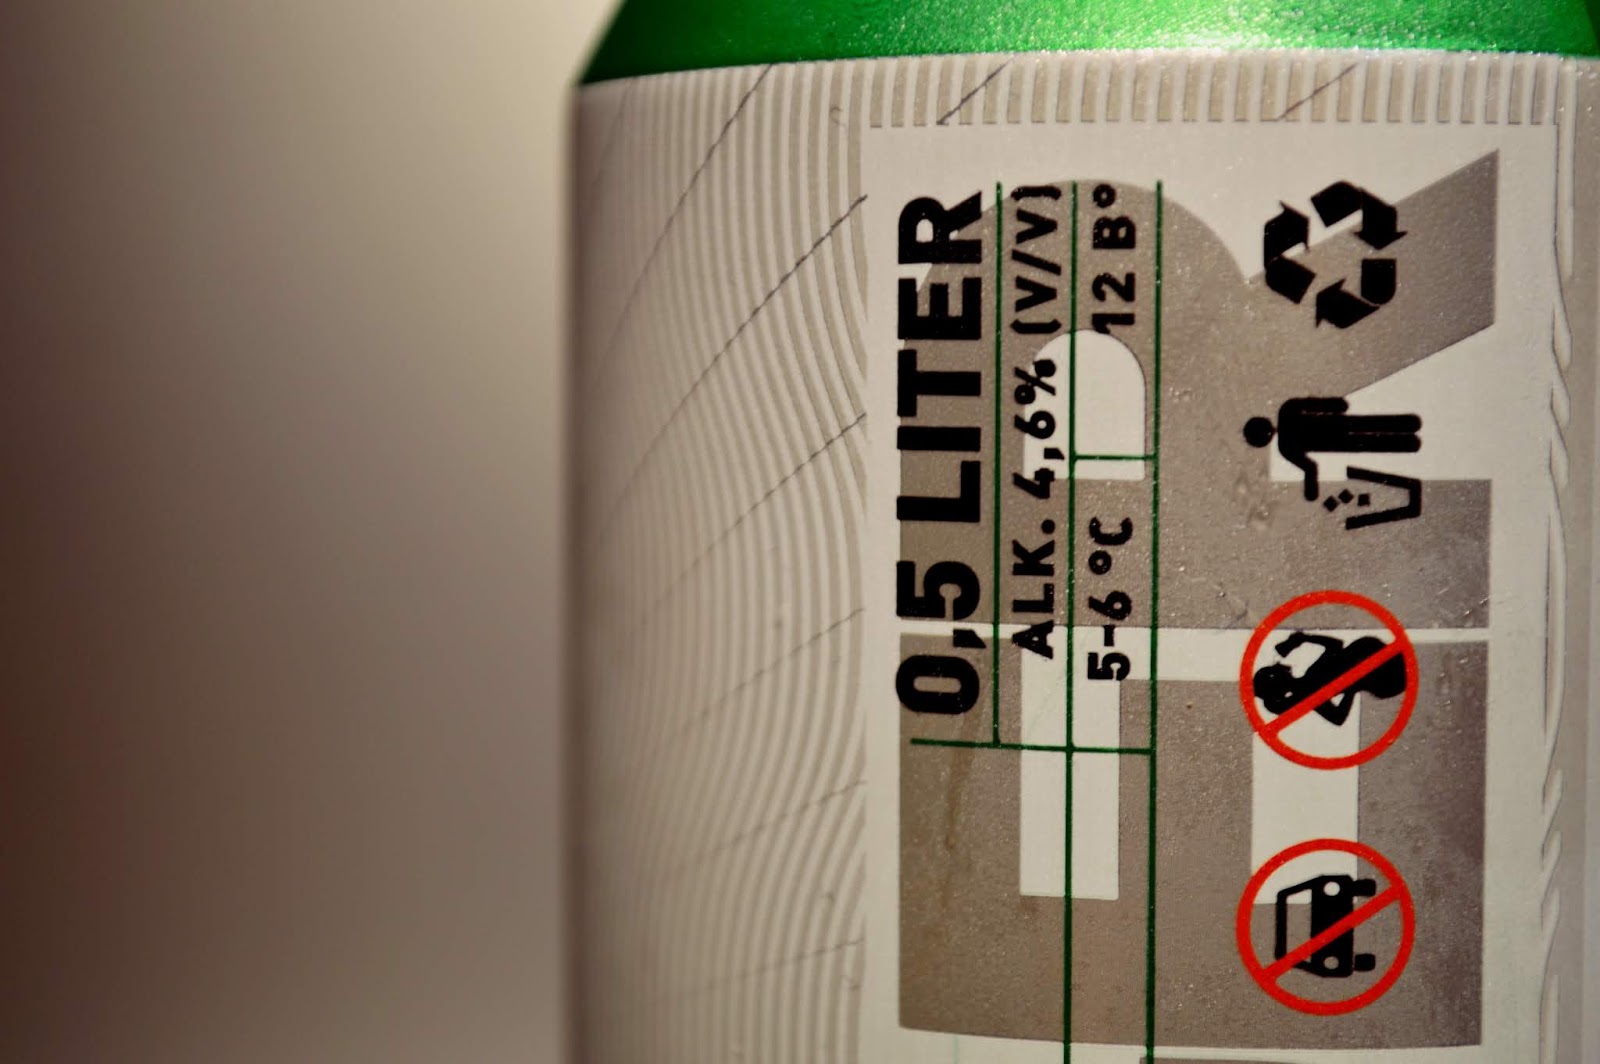 0,5 LITER
ALK. 4,6% (V/V)
5-6 °C 12 B°